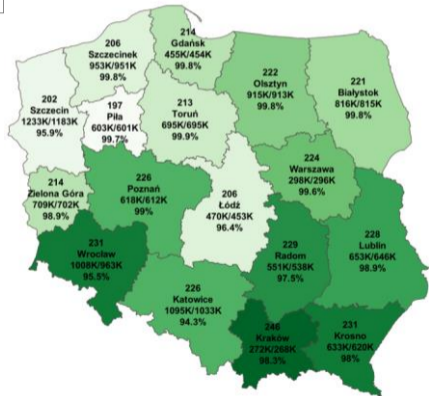 214
Gdańsk
455K/454K
99.8%
206
Szczecinek
953K/951K
99.8%
222
Olsztyn
915K/913K
99.8%
221
Białystok
816K/815K
99.8%
202
Szczecin
1233K/1183K
95.9%
197
Piła
603K/601K
99.7%
213
Toruń
695K/695K
99.9%
224
Warszawa
298K/296K
99.6%
214
Zielona Góra
709K/702K
98.9%
226
Poznań
618K/612K
99%
206
Łódź
470K/453K
96.4%
231
Wrocław
1008K/963K
95.5%
229
Radom
551K/538K
97.5%
228
Lublin
653K/646K
98.9%
226
Katowice
1095K/1033K
94.3%
246
Kraków
272K/268K
98.3%
231
Krosno
633K/620K
98%